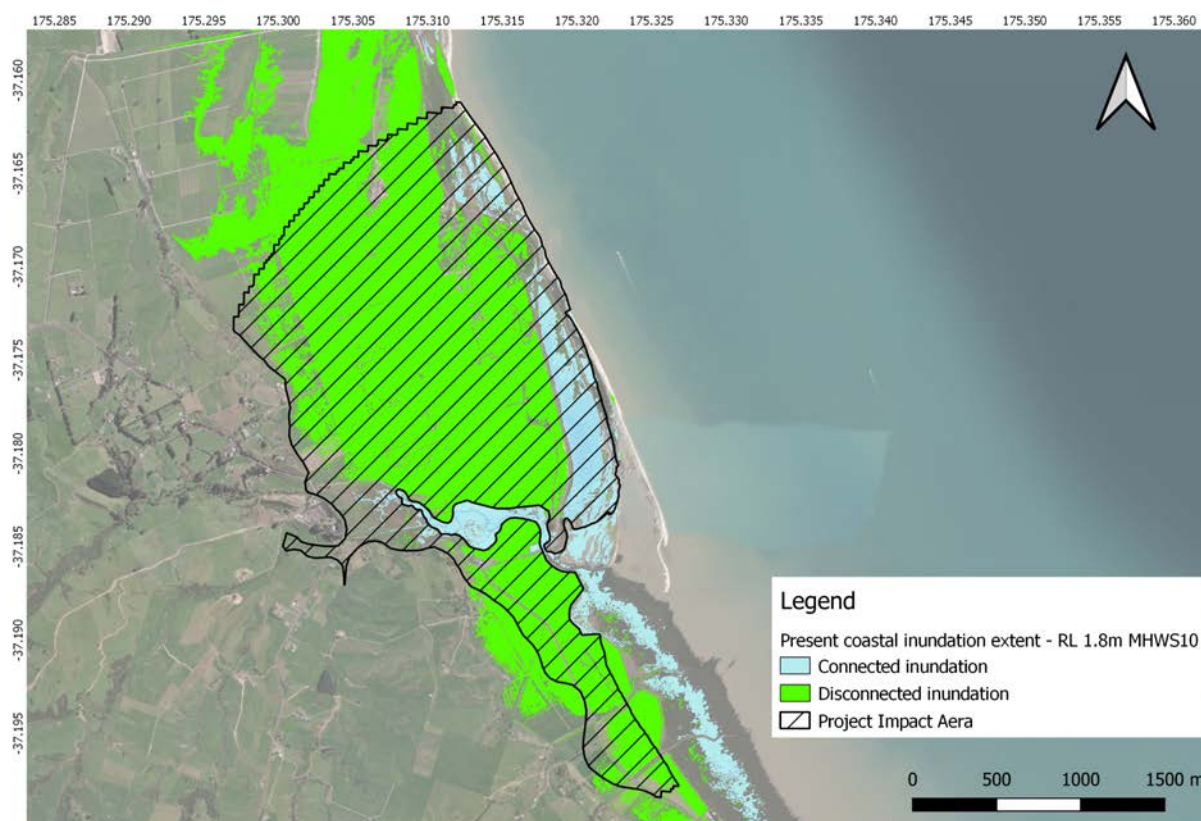 175.285 175.290 175.295 175.300 175.305 175.310 175.315 175.320 175.325 175.330 175.335 175.340 175.345 175.350 175.355 175.360
-37.160
-37.165
-37.170
-37.175
-37.180
-37.185
-37.190
-37.195
Legend
Present coastal inundation extent - RL 1.8m MHWS10
Connected inundation
Disconnected inundation
Project Impact Aera
0 500 1000 1500 m